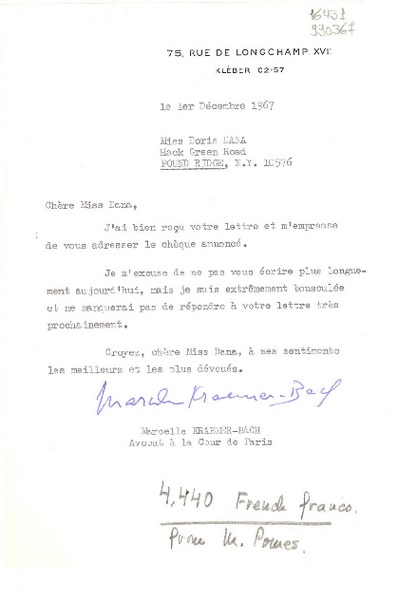 16431
990367
75, RUE DE LONGCHAMP. XVIE
KLÉBER 02-57
le 1er Décembre 1967
Miss Doris DANA
Hack Green Road
POUND RIDGE, N.Y. 10576
Chère Miss Dana,
J'ai bien reçu votre lettre et m'empresse
de vous adresser le chèque annoncé.
Je m'excuse de ne pas vous écrire plus longue-
ment aujourd'hui, mais je suis extrêmement bousculée
et ne manquerai pas de répondre à votre lettre très
prochainement.
Croyez, chère Miss Dana, à mes sentiments
les meilleurs et les plus dévoués.
Marcelle Kraemer-Bach
Marcelle KRAEMER-BACH
Avocat à la Cour de Paris
4,440 French francs.
from M. Pomes.